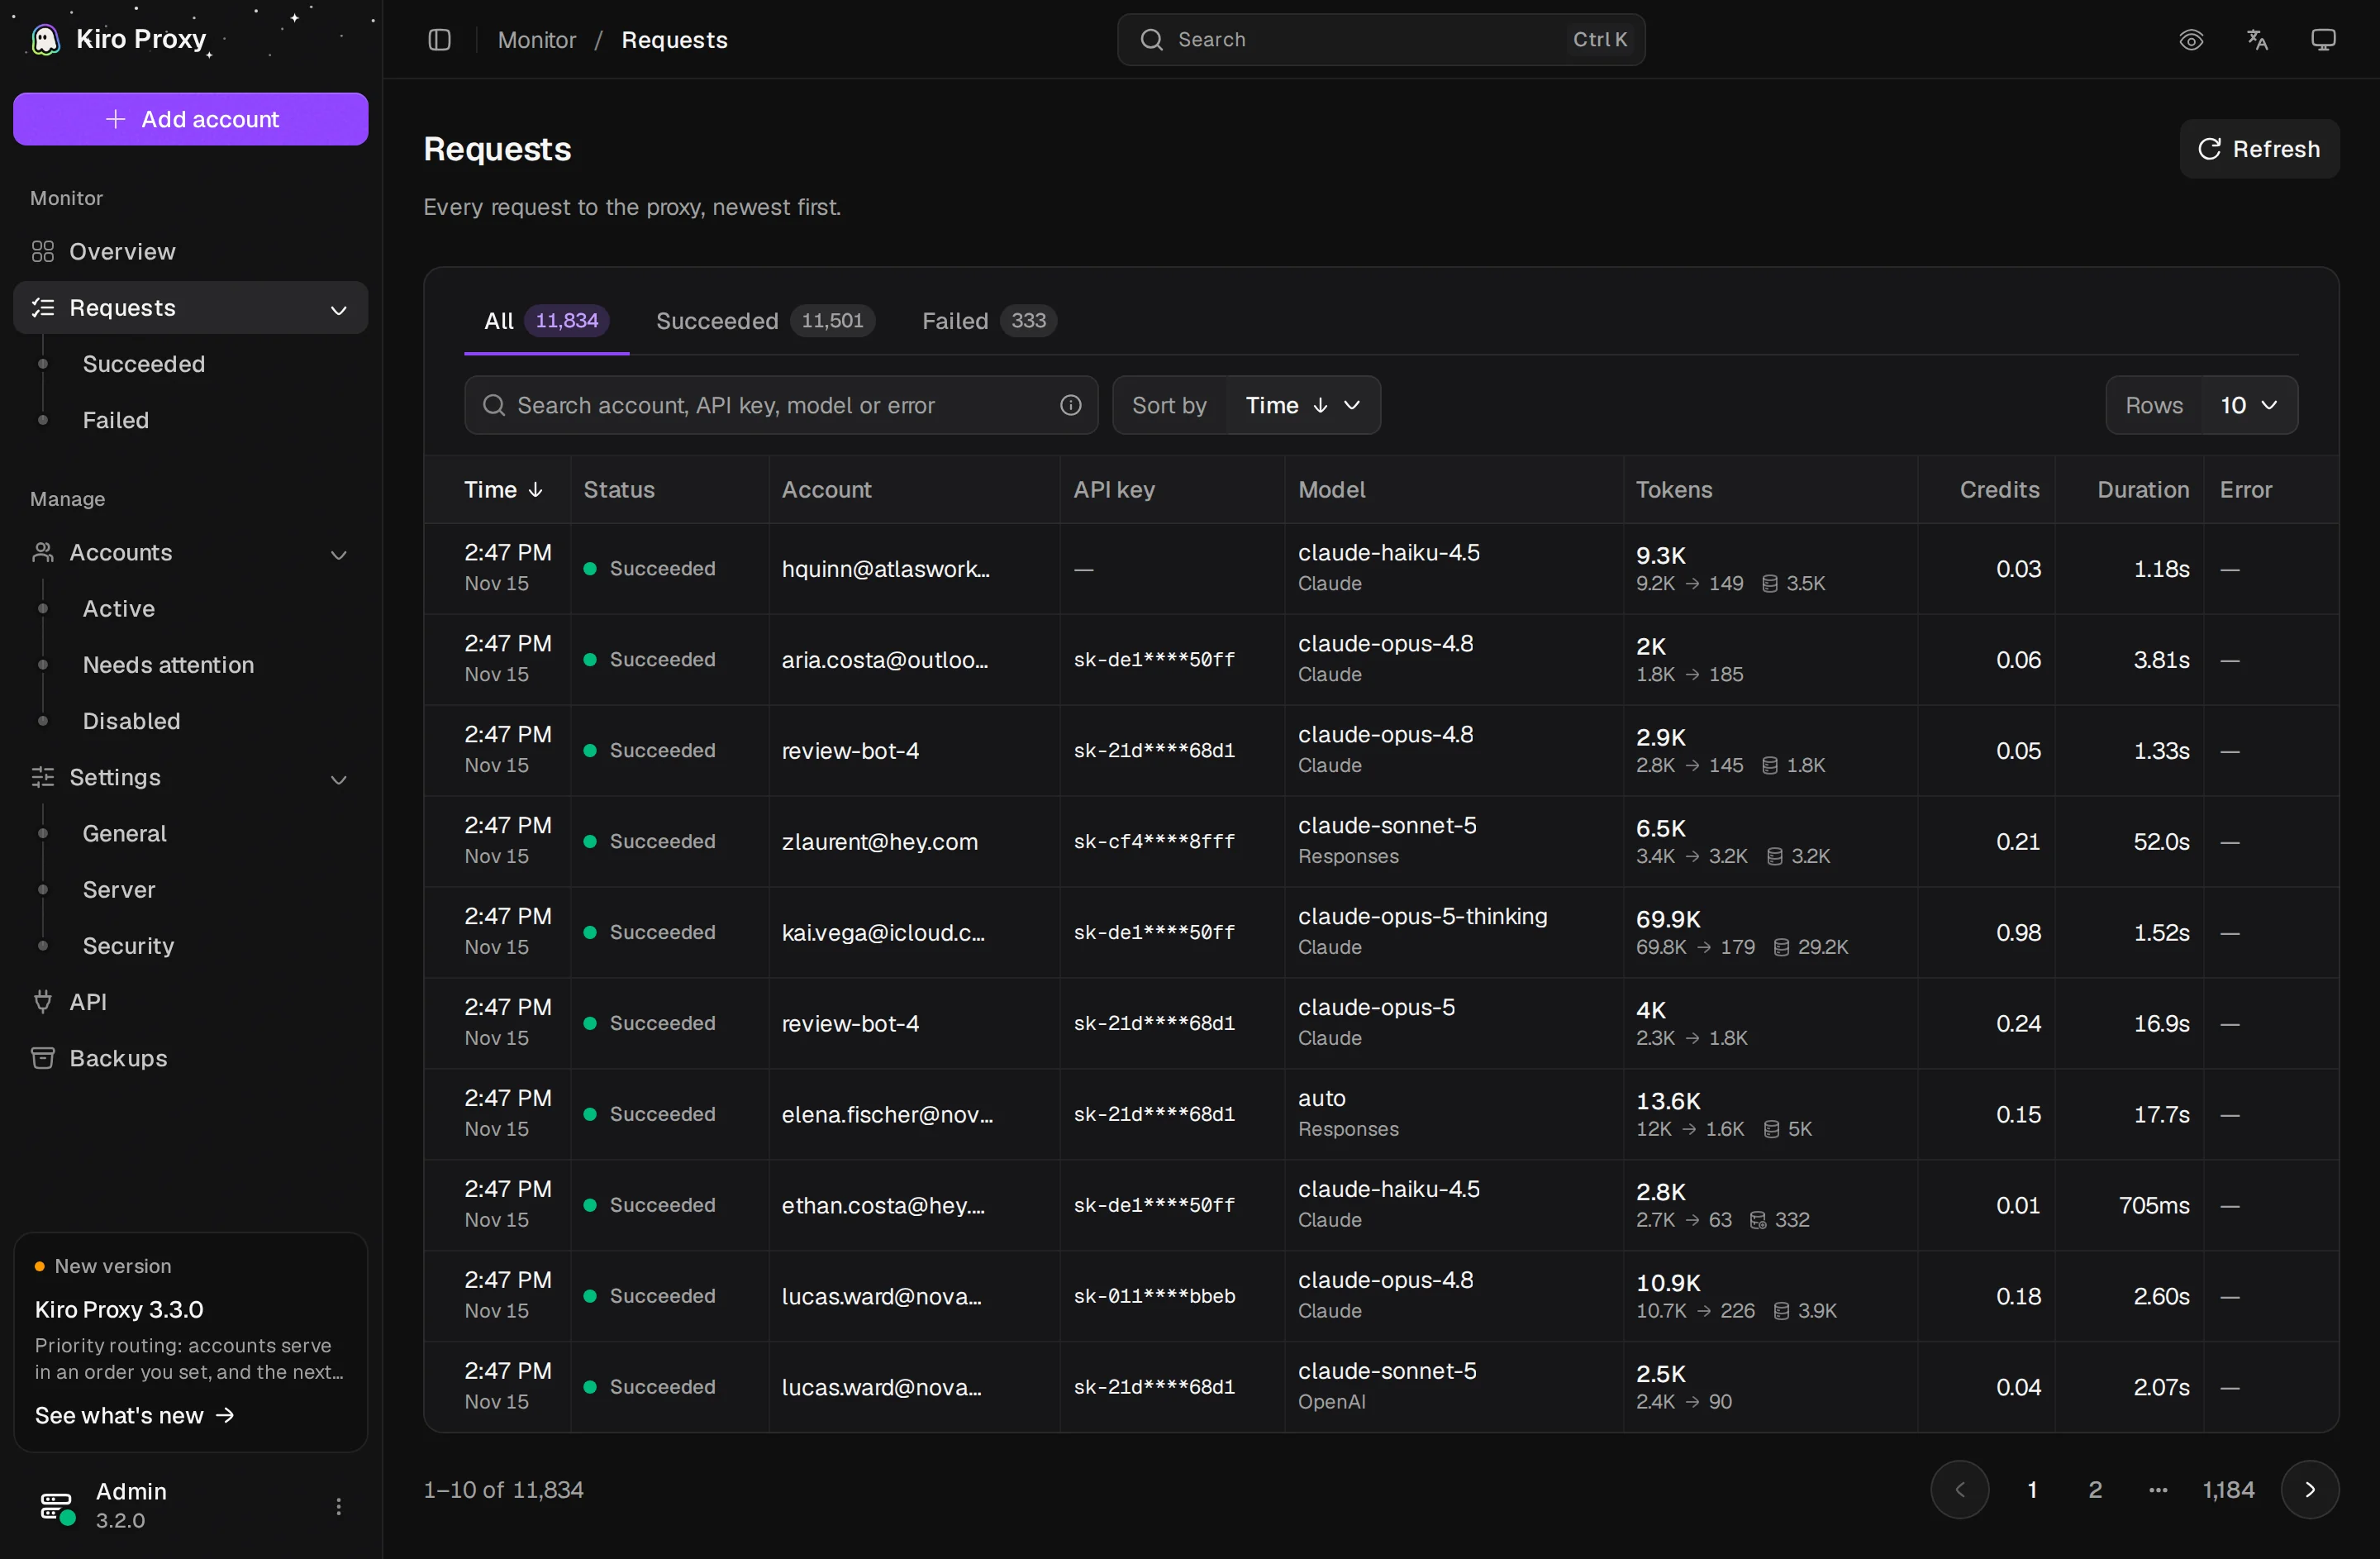 Kiro Proxy
Monitor / Requests
Search Ctrl K
Add account
Monitor
Overview
Requests
Succeeded
Failed
Manage
Accounts
Active
Needs attention
Disabled
Settings
General
Server
Security
API
Backups
New version
Kiro Proxy 3.3.0
Priority routing: accounts serve
in an order you set, and the next...
See what's new →
Admin
3.2.0
Requests
Refresh
Every request to the proxy, newest first.
All 11,834 Succeeded 11,501 Failed 333
Search account, API key, model or error Sort by Time ↓ Rows 10
Time ↓ Status Account API key Model Tokens Credits Duration Error
2:47 PM Succeeded hquinn@atlaswork... — claude-haiku-4.5 9.3K 0.03 1.18s —
Nov 15 Claude 9.2K → 149 3.5K
2:47 PM Succeeded aria.costa@outloo... sk-de1****50ff claude-opus-4.8 2K 0.06 3.81s —
Nov 15 Claude 1.8K → 185
2:47 PM Succeeded review-bot-4 sk-21d****68d1 claude-opus-4.8 2.9K 0.05 1.33s —
Nov 15 Claude 2.8K → 145 1.8K
2:47 PM Succeeded zlaurent@hey.com sk-cf4****8fff claude-sonnet-5 6.5K 0.21 52.0s —
Nov 15 Responses 3.4K → 3.2K 3.2K
2:47 PM Succeeded kai.vega@icloud.c... sk-de1****50ff claude-opus-5-thinking 69.9K 0.98 1.52s —
Nov 15 Claude 69.8K → 179 29.2K
2:47 PM Succeeded review-bot-4 sk-21d****68d1 claude-opus-5 4K 0.24 16.9s —
Nov 15 Claude 2.3K → 1.8K
2:47 PM Succeeded elena.fischer@nov... sk-21d****68d1 auto 13.6K 0.15 17.7s —
Nov 15 Responses 12K → 1.6K 5K
2:47 PM Succeeded ethan.costa@hey.... sk-de1****50ff claude-haiku-4.5 2.8K 0.01 705ms —
Nov 15 Claude 2.7K → 63 332
2:47 PM Succeeded lucas.ward@nova... sk-011****bbeb claude-opus-4.8 10.9K 0.18 2.60s —
Nov 15 Claude 10.7K → 226 3.9K
2:47 PM Succeeded lucas.ward@nova... sk-21d****68d1 claude-sonnet-5 2.5K 0.04 2.07s —
Nov 15 OpenAI 2.4K → 90
1–10 of 11,834 1 2 ... 1,184